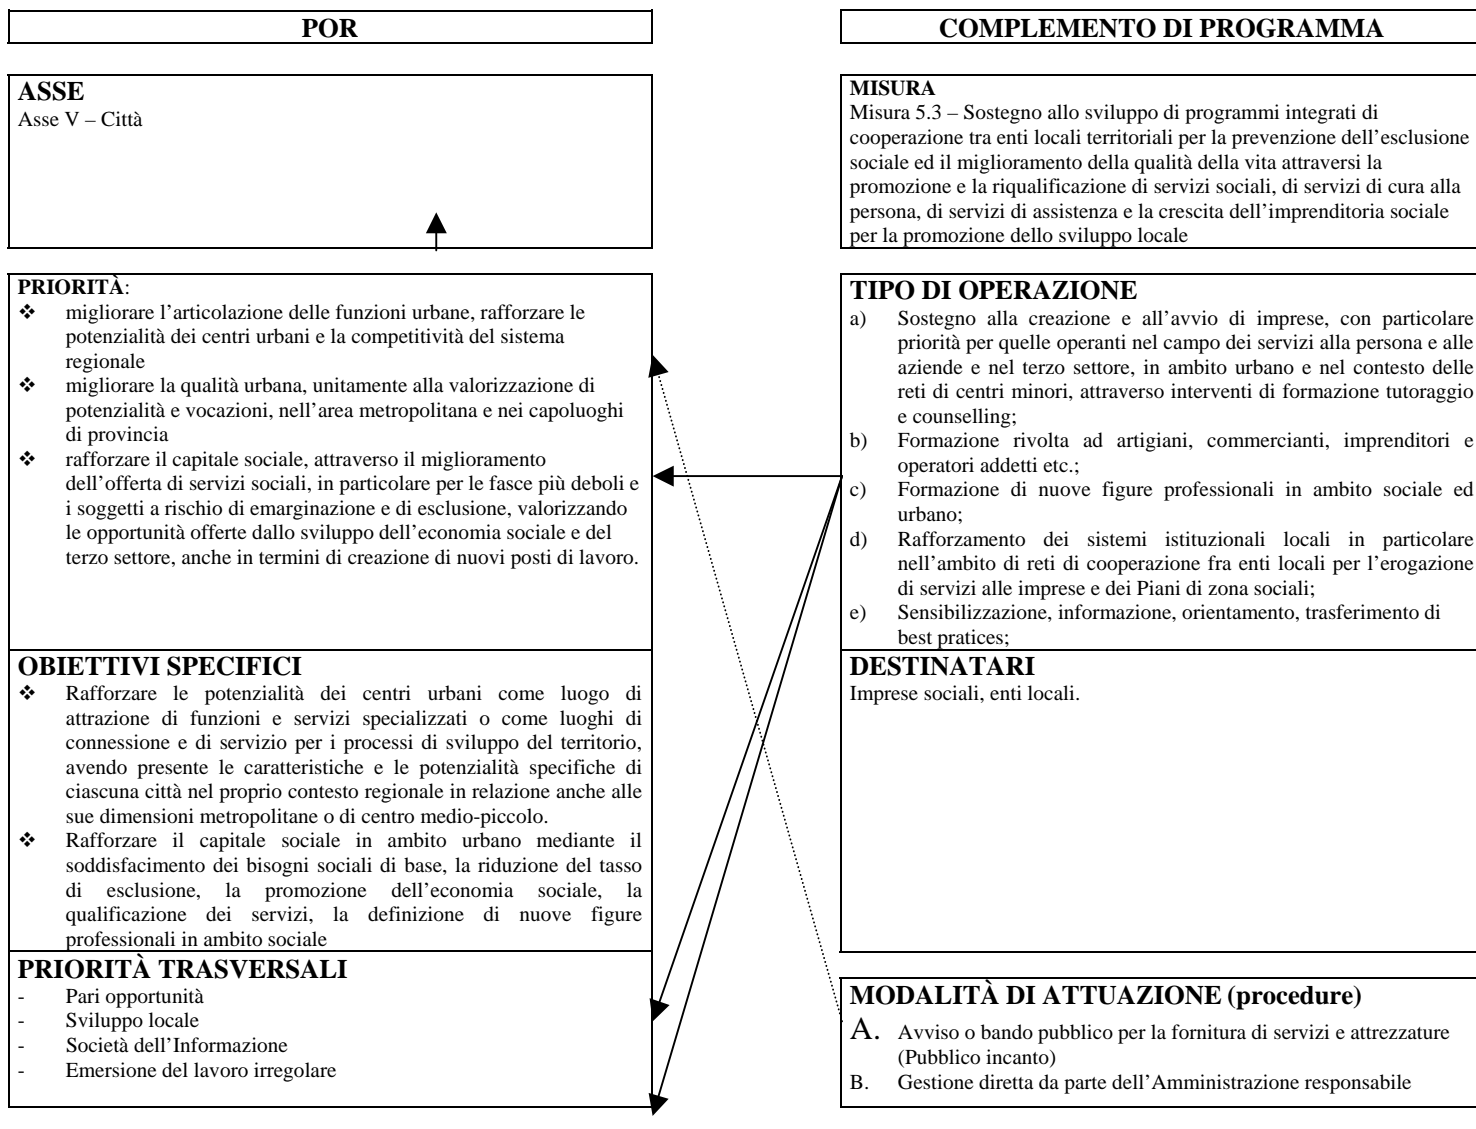 POR
ASSE
Asse V – Città
PRIORITÀ:
❖ migliorare l’articolazione delle funzioni urbane, rafforzare le
potenzialità dei centri urbani e la competitività del sistema
regionale
❖ migliorare la qualità urbana, unitamente alla valorizzazione di
potenzialità e vocazioni, nell’area metropolitana e nei capoluoghi
di provincia
❖ rafforzare il capitale sociale, attraverso il miglioramento
dell’offerta di servizi sociali, in particolare per le fasce più deboli e
i soggetti a rischio di emarginazione e di esclusione, valorizzando
le opportunità offerte dallo sviluppo dell’economia sociale e del
terzo settore, anche in termini di creazione di nuovi posti di lavoro.
OBIETTIVI SPECIFICI
❖ Rafforzare le potenzialità dei centri urbani come luogo di
attrazione di funzioni e servizi specializzati o come luoghi di
connessione e di servizio per i processi di sviluppo del territorio,
avendo presente le caratteristiche e le potenzialità specifiche di
ciascuna città nel proprio contesto regionale in relazione anche alle
sue dimensioni metropolitane o di centro medio-piccolo.
❖ Rafforzare il capitale sociale in ambito urbano mediante il
soddisfacimento dei bisogni sociali di base, la riduzione del tasso
di esclusione, la promozione dell’economia sociale, la
qualificazione dei servizi, la definizione di nuove figure
professionali in ambito sociale
PRIORITÀ TRASVERSALI
- Pari opportunità
- Sviluppo locale
- Società dell’Informazione
- Emersione del lavoro irregolare
COMPLEMENTO DI PROGRAMMA
MISURA
Misura 5.3 – Sostegno allo sviluppo di programmi integrati di
cooperazione tra enti locali territoriali per la prevenzione dell’esclusione
sociale ed il miglioramento della qualità della vita attraversi la
promozione e la riqualificazione di servizi sociali, di servizi di cura alla
persona, di servizi di assistenza e la crescita dell’imprenditoria sociale
per la promozione dello sviluppo locale
TIPO DI OPERAZIONE
a) Sostegno alla creazione e all’avvio di imprese, con particolare
priorità per quelle operanti nel campo dei servizi alla persona e alle
aziende e nel terzo settore, in ambito urbano e nel contesto delle
reti di centri minori, attraverso interventi di formazione tutoraggio
e counselling;
b) Formazione rivolta ad artigiani, commercianti, imprenditori e
operatori addetti etc.;
c) Formazione di nuove figure professionali in ambito sociale ed
urbano;
d) Rafforzamento dei sistemi istituzionali locali in particolare
nell’ambito di reti di cooperazione fra enti locali per l’erogazione
di servizi alle imprese e dei Piani di zona sociali;
e) Sensibilizzazione, informazione, orientamento, trasferimento di
best pratices;
DESTINATARI
Imprese sociali, enti locali.
MODALITÀ DI ATTUAZIONE (procedure)
A. Avviso o bando pubblico per la fornitura di servizi e attrezzature
(Pubblico incanto)
B. Gestione diretta da parte dell’Amministrazione responsabile